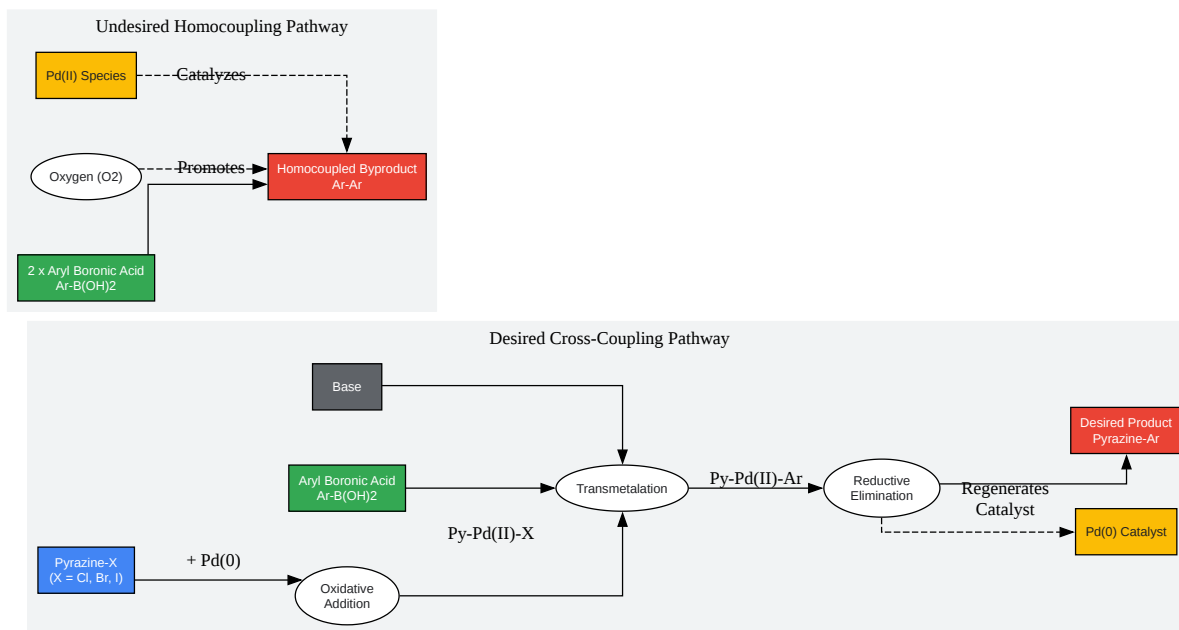 Undesired Homocoupling Pathway
Pd(II) Species
Catalyzes
Oxygen (O2)
Promotes
Homocoupled Byproduct
Ar-Ar
2 x Aryl Boronic Acid
Ar-B(OH)2
Desired Cross-Coupling Pathway
Base
Aryl Boronic Acid
Ar-B(OH)2
Pyrazine-X
(X = Cl, Br, I)
+ Pd(0)
Oxidative
Addition
Py-Pd(II)-X
Transmetalation
Py-Pd(II)-Ar
Reductive
Elimination
Desired Product
Pyrazine-Ar
Regenerates
Catalyst
Pd(0) Catalyst